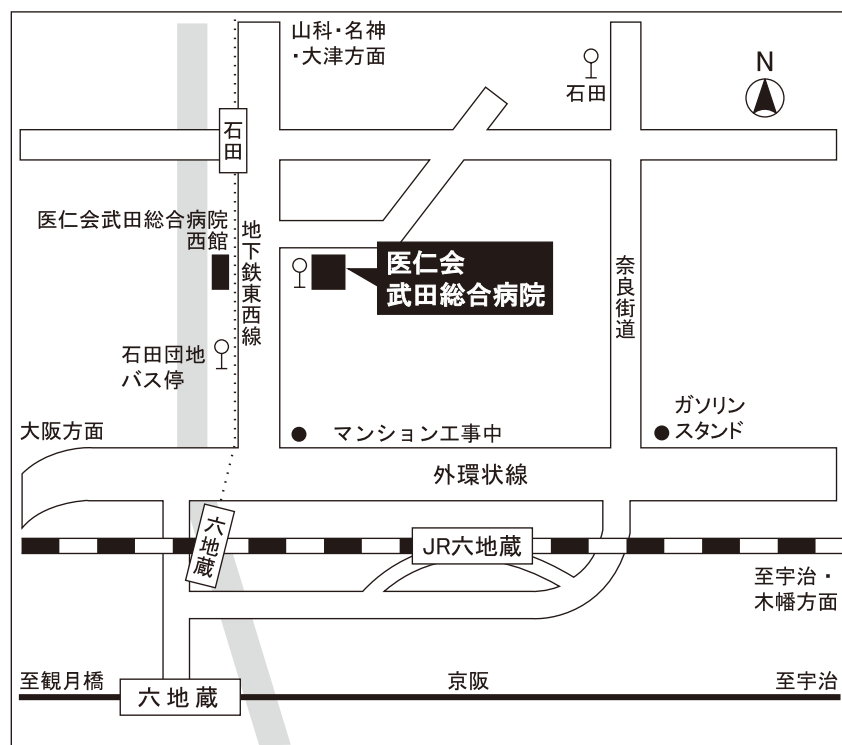 山科・名神
・大津方面
石田
N
石田
医仁会武田総合病院
西館
地下鉄東西線
医仁会
武田総合病院
奈良街道
石田団地
バス停
大阪方面
マンション工事中
ガソリン
スタンド
外環状線
六地蔵
JR六地蔵
至宇治・
木幡方面
至観月橋
六地蔵
京阪
至宇治